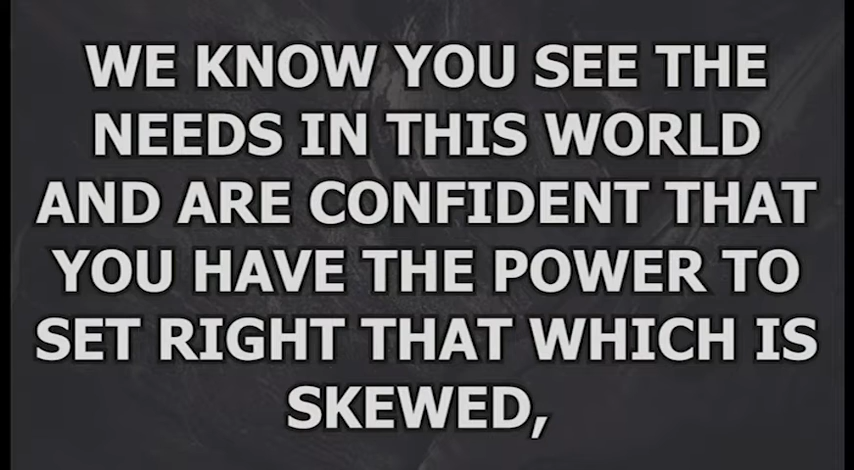 WE KNOW YOU SEE THE
NEEDS IN THIS WORLD
AND ARE CONFIDENT THAT
YOU HAVE THE POWER TO
SET RIGHT THAT WHICH IS
SKEWED,